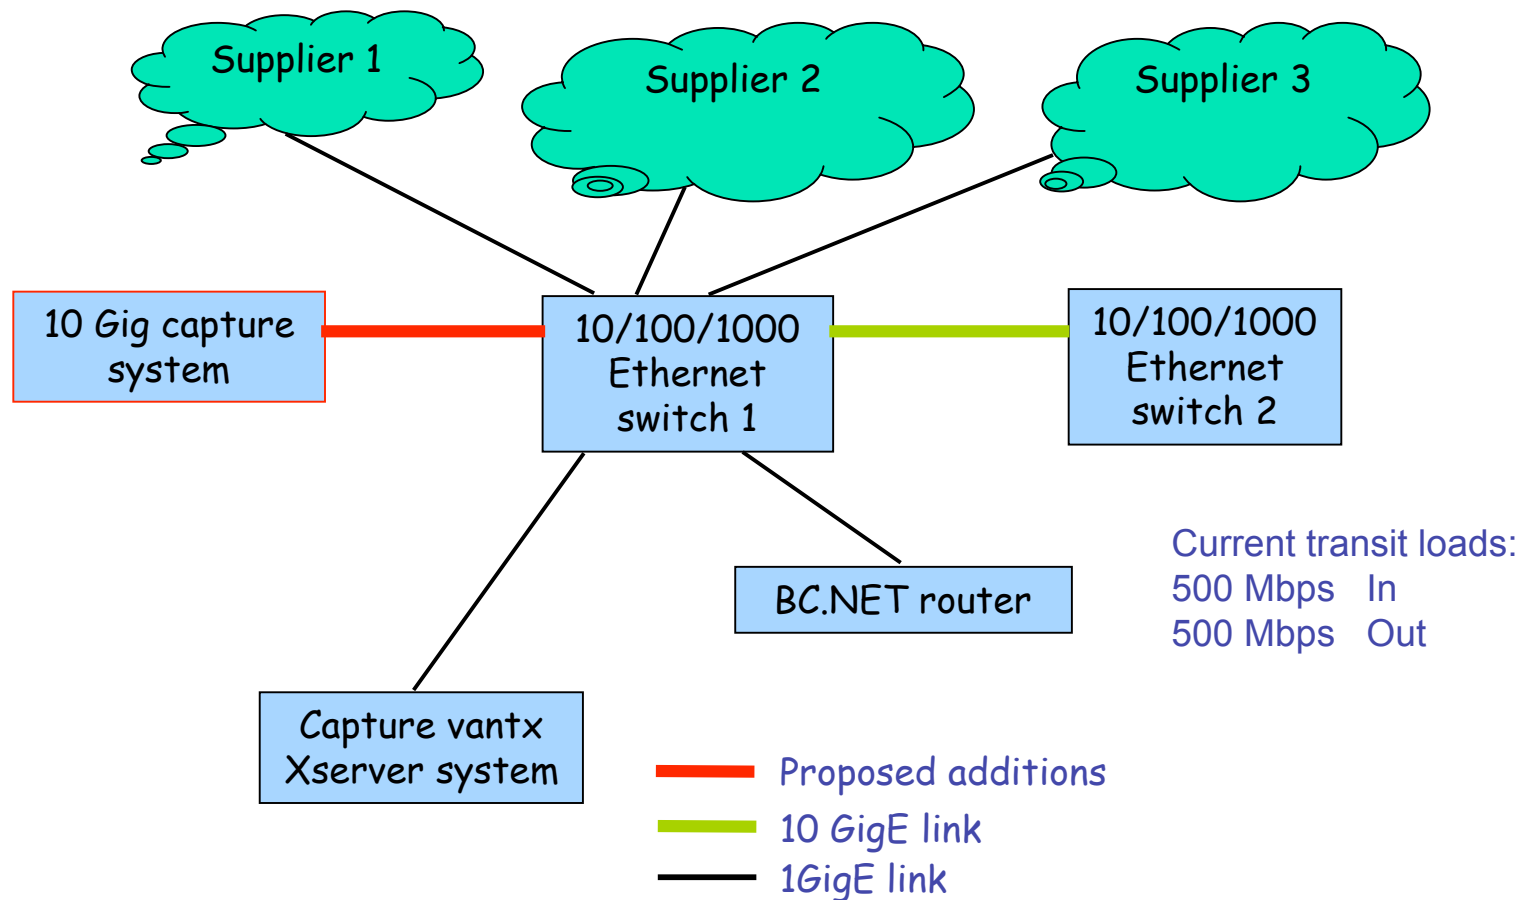 Supplier 1
Supplier 2
Supplier 3
10 Gig capture
system
10/100/1000
Ethernet
switch 1
10/100/1000
Ethernet
switch 2
BC.NET router
Current transit loads:
500 Mbps In
500 Mbps Out
Capture vantx
Xserver system
Proposed additions
10 GigE link
1GigE link